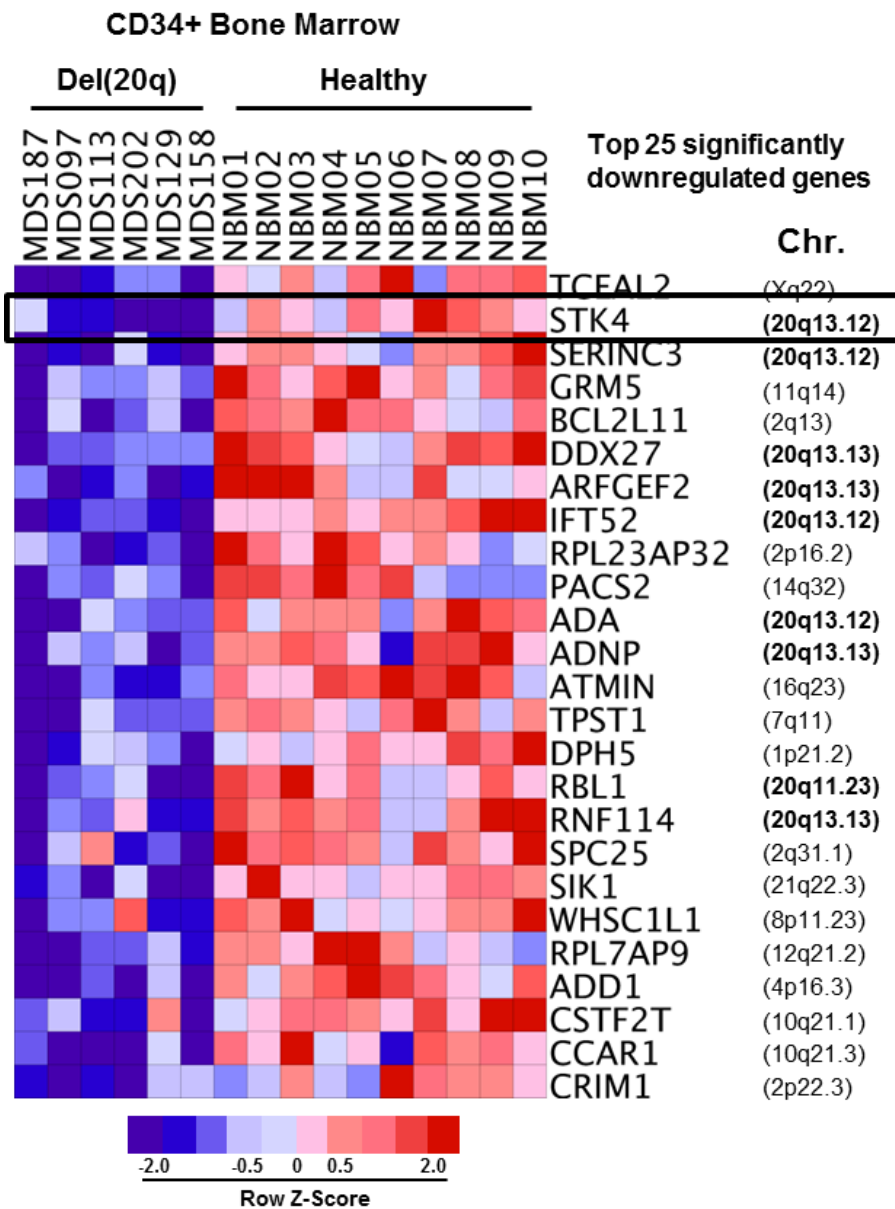 CD34+ Bone Marrow
Del(20q) Healthy
MDS187 MDS097 MDS113 MDS202 MDS129 MDS158 NBM01 NBM02 NBM03 NBM04 NBM05 NBM06 NBM07 NBM08 NBM09 NBM10
Top 25 significantly
downregulated genes
Chr.
TCEAL2 (Xq22)
STK4 (20q13.12)
SERINC3 (20q13.12)
GRM5 (11q14)
BCL2L11 (2q13)
DDX27 (20q13.13)
ARFGEF2 (20q13.13)
IFT52 (20q13.12)
RPL23AP32 (2p16.2)
PACS2 (14q32)
ADA (20q13.12)
ADNP (20q13.13)
ATMIN (16q23)
TPST1 (7q11)
DPH5 (1p21.2)
RBL1 (20q11.23)
RNF114 (20q13.13)
SPC25 (2q31.1)
SIK1 (21q22.3)
WHSC1L1 (8p11.23)
RPL7AP9 (12q21.2)
ADD1 (4p16.3)
CSTF2T (10q21.1)
CCAR1 (10q21.3)
CRIM1 (2p22.3)
-2.0 -0.5 0 0.5 2.0
Row Z-Score